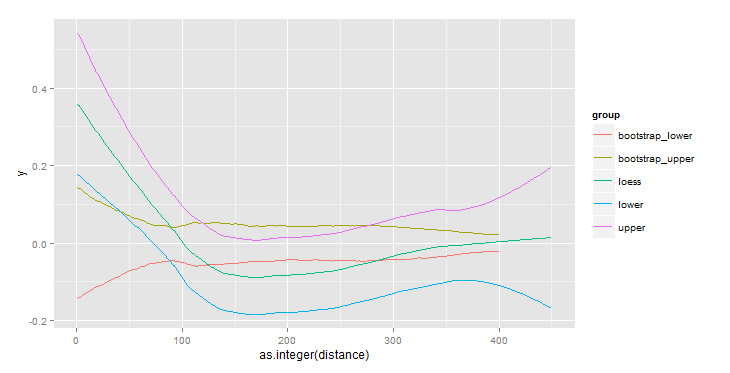 group
bootstrap_lower
bootstrap_upper
loess
lower
upper
y
0.4
0.2
0.0
-0.2
0
100
200
300
400
as.integer(distance)